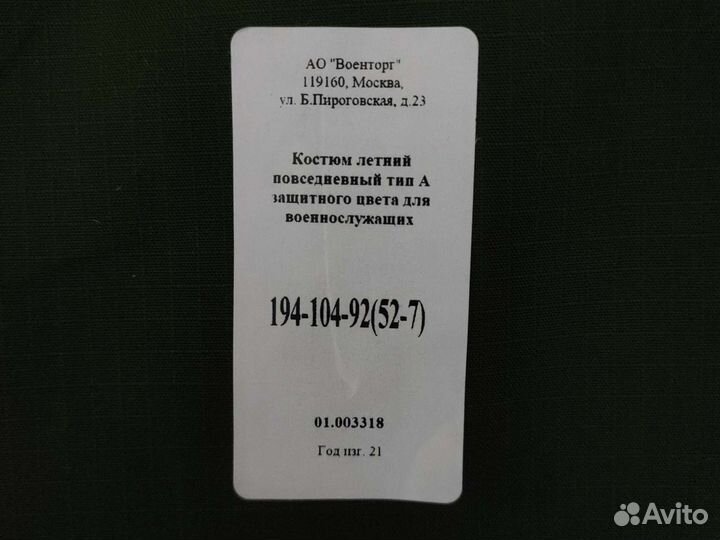 АО "Военторг"
119160, Москва,
ул. Б.Пироговская, д.23
Костюм летний
повседневный тип А
защитного цвета для
военнослужащих
194-104-92(52-7)
01.003318
Год изг. 21
Avito